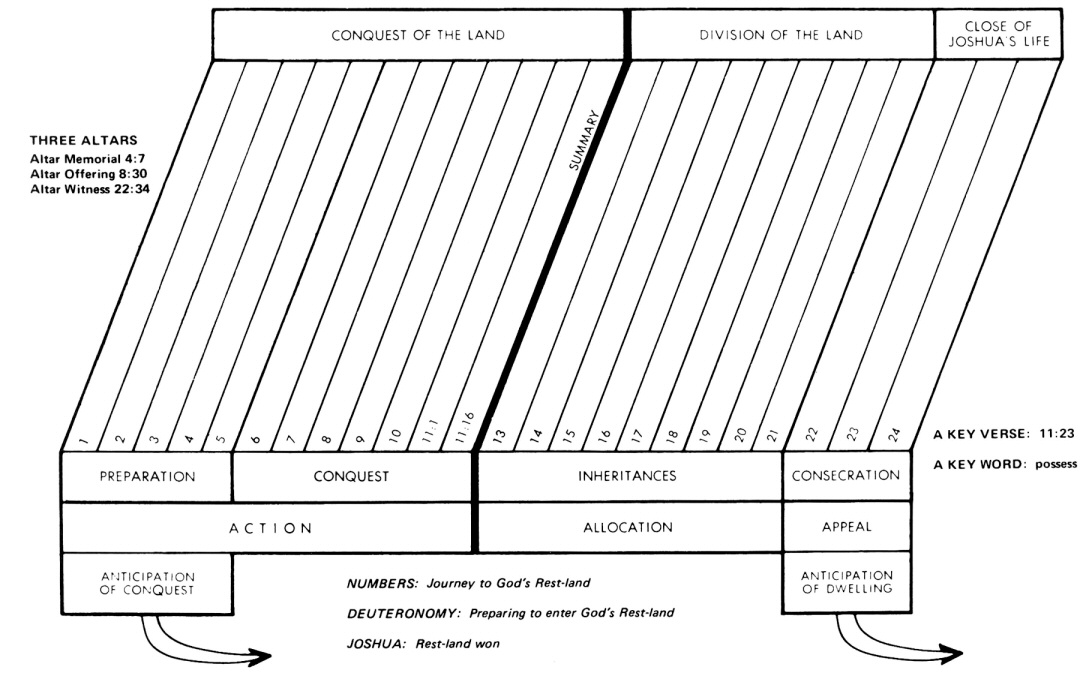 CONQUEST OF THE LAND
DIVISION OF THE LAND
CLOSE OF
JOSHUA'S LIFE
THREE ALTARS
Altar Memorial 4:7
Altar Offering 8:30
Altar Witness 22:34
SUMMARY
1
2
3
4
5
6
7
8
9
10
11:1
11:16
13
14
15
16
17
18
19
20
21
22
23
24
A KEY VERSE: 11:23
A KEY WORD: possess
PREPARATION
CONQUEST
INHERITANCES
CONSECRATION
ACTION
ALLOCATION
APPEAL
ANTICIPATION
OF CONQUEST
ANTICIPATION
OF DWELLING
NUMBERS: Journey to God's Rest-land
DEUTERONOMY: Preparing to enter God's Rest-land
JOSHUA: Rest-land won